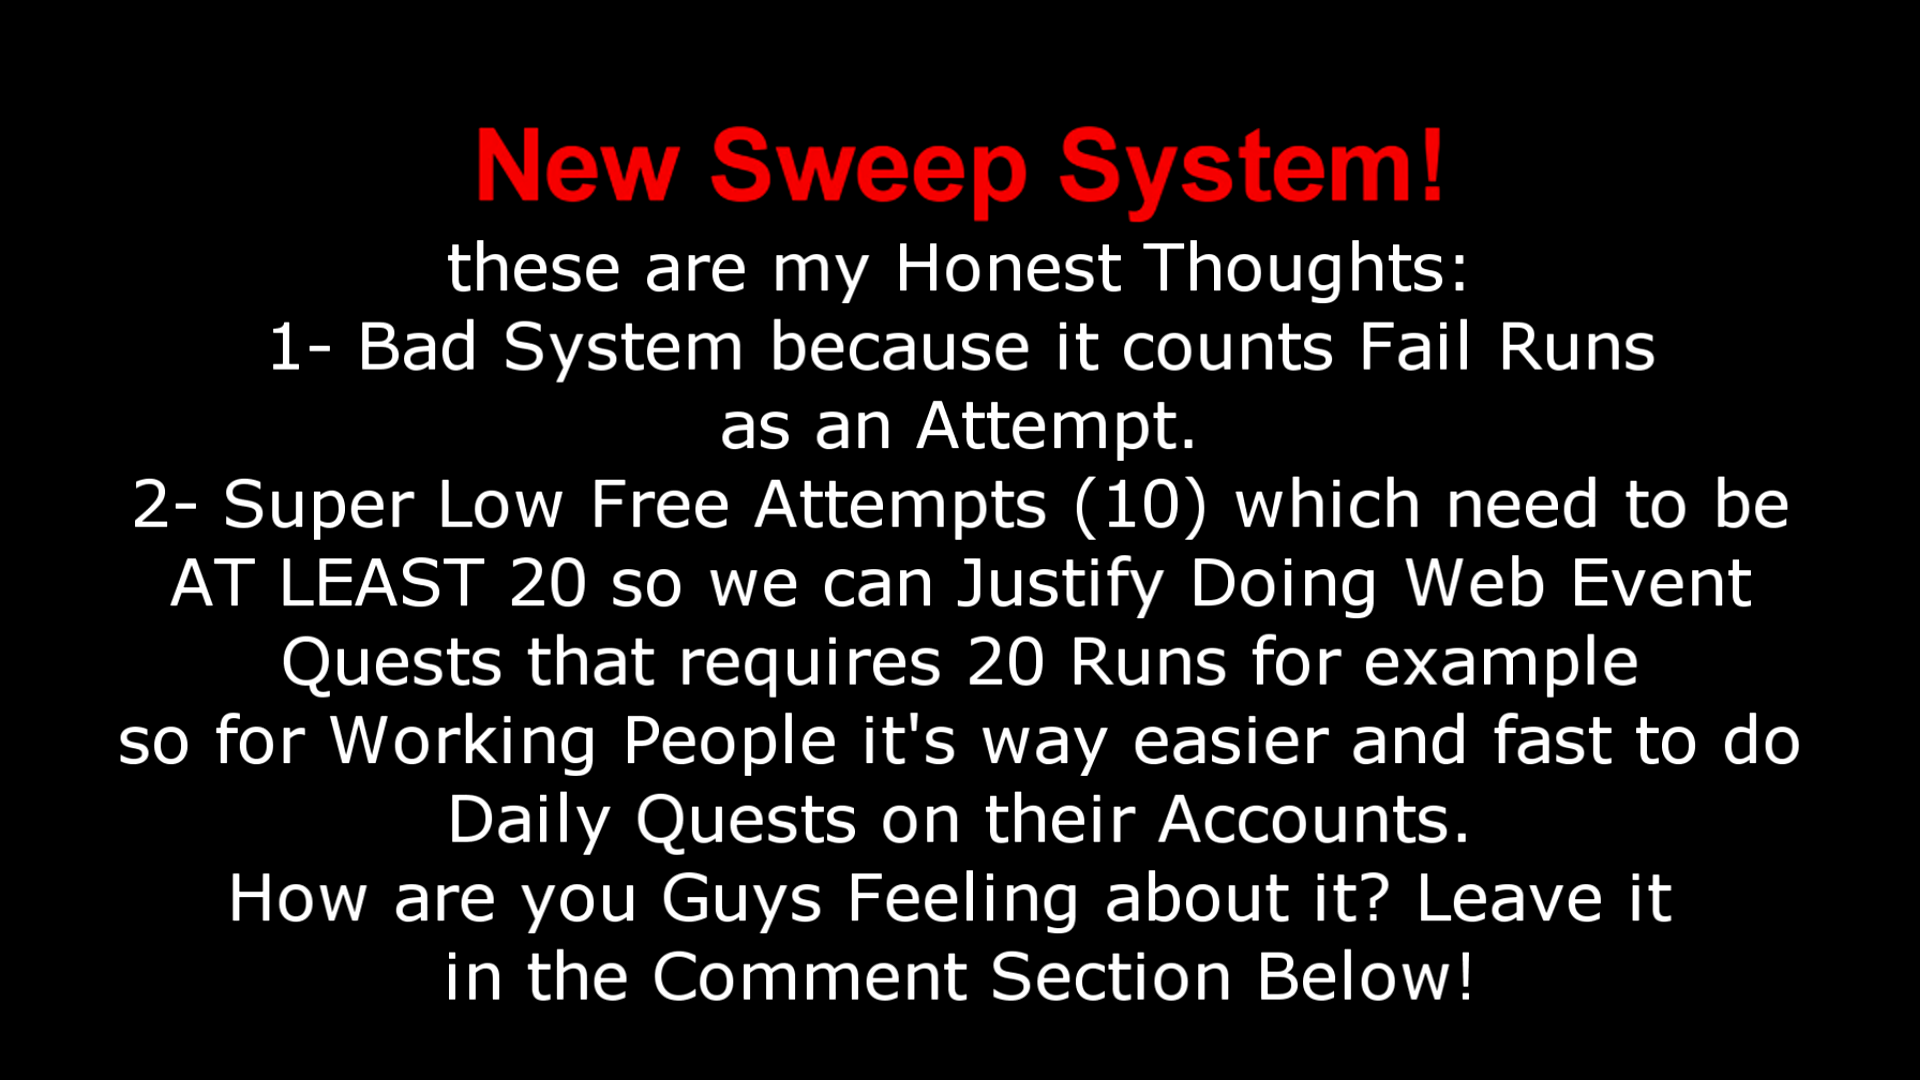 New Sweep System!
these are my Honest Thoughts:
1- Bad System because it counts Fail Runs
as an Attempt.
2- Super Low Free Attempts (10) which need to be
AT LEAST 20 so we can Justify Doing Web Event
Quests that requires 20 Runs for example
so for Working People it's way easier and fast to do
Daily Quests on their Accounts.
How are you Guys Feeling about it? Leave it
in the Comment Section Below!